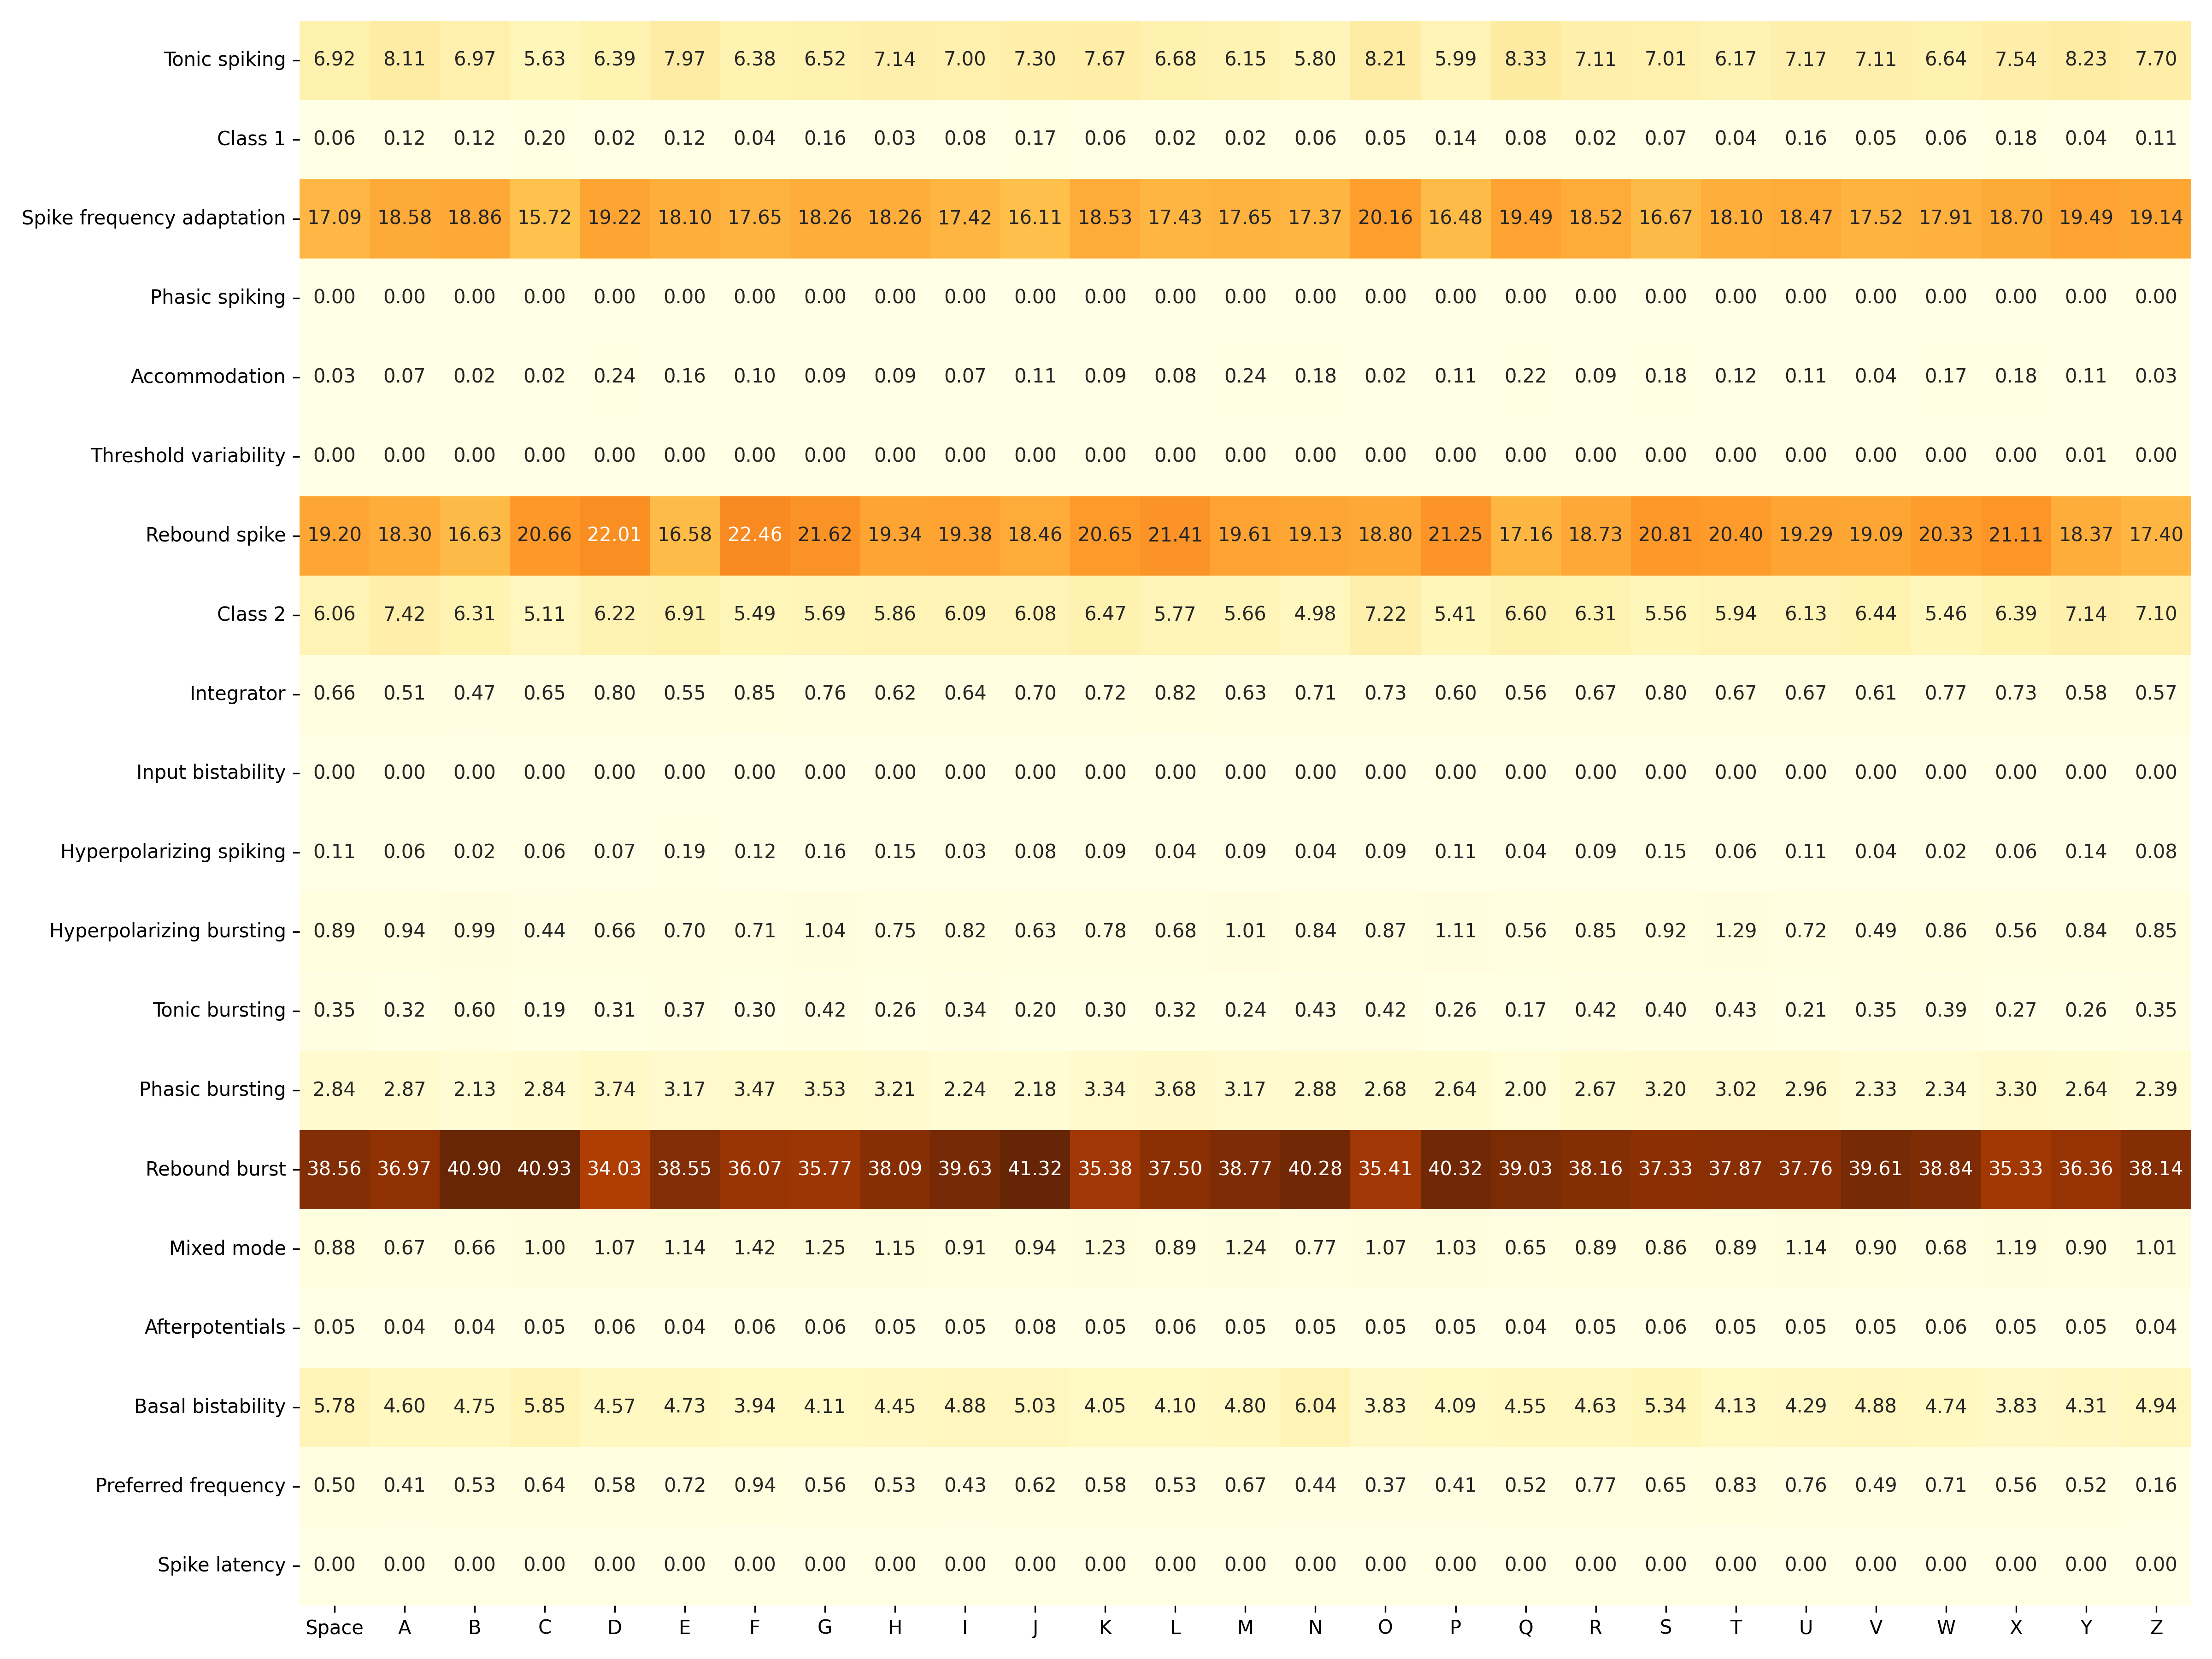 Tonic spiking 6.92 8.11 6.97 5.63 6.39 7.97 6.38 6.52 7.14 7.00 7.30 7.67 6.68 6.15 5.80 8.21 5.99 8.33 7.11 7.01 6.17 7.17 7.11 6.64 7.54 8.23 7.70
Class 1 0.06 0.12 0.12 0.20 0.02 0.12 0.04 0.16 0.03 0.08 0.17 0.06 0.02 0.02 0.06 0.05 0.14 0.08 0.02 0.07 0.04 0.16 0.05 0.06 0.18 0.04 0.11
Spike frequency adaptation 17.09 18.58 18.86 15.72 19.22 18.10 17.65 18.26 18.26 17.42 16.11 18.53 17.43 17.65 17.37 20.16 16.48 19.49 18.52 16.67 18.10 18.47 17.52 17.91 18.70 19.49 19.14
Phasic spiking 0.00 0.00 0.00 0.00 0.00 0.00 0.00 0.00 0.00 0.00 0.00 0.00 0.00 0.00 0.00 0.00 0.00 0.00 0.00 0.00 0.00 0.00 0.00 0.00 0.00 0.00 0.00
Accommodation 0.03 0.07 0.02 0.02 0.24 0.16 0.10 0.09 0.09 0.07 0.11 0.09 0.08 0.24 0.18 0.02 0.11 0.22 0.09 0.18 0.12 0.11 0.04 0.17 0.18 0.11 0.03
Threshold variability 0.00 0.00 0.00 0.00 0.00 0.00 0.00 0.00 0.00 0.00 0.00 0.00 0.00 0.00 0.00 0.00 0.00 0.00 0.00 0.00 0.00 0.00 0.00 0.00 0.00 0.01 0.00
Rebound spike 19.20 18.30 16.63 20.66 22.01 16.58 22.46 21.62 19.34 19.38 18.46 20.65 21.41 19.61 19.13 18.80 21.25 17.16 18.73 20.81 20.40 19.29 19.09 20.33 21.11 18.37 17.40
Class 2 6.06 7.42 6.31 5.11 6.22 6.91 5.49 5.69 5.86 6.09 6.08 6.47 5.77 5.66 4.98 7.22 5.41 6.60 6.31 5.56 5.94 6.13 6.44 5.46 6.39 7.14 7.10
Integrator 0.66 0.51 0.47 0.65 0.80 0.55 0.85 0.76 0.62 0.64 0.70 0.72 0.82 0.63 0.71 0.73 0.60 0.56 0.67 0.80 0.67 0.67 0.61 0.77 0.73 0.58 0.57
Input bistability 0.00 0.00 0.00 0.00 0.00 0.00 0.00 0.00 0.00 0.00 0.00 0.00 0.00 0.00 0.00 0.00 0.00 0.00 0.00 0.00 0.00 0.00 0.00 0.00 0.00 0.00 0.00
Hyperpolarizing spiking 0.11 0.06 0.02 0.06 0.07 0.19 0.12 0.16 0.15 0.03 0.08 0.09 0.04 0.09 0.04 0.09 0.11 0.04 0.09 0.15 0.06 0.11 0.04 0.02 0.06 0.14 0.08
Hyperpolarizing bursting 0.89 0.94 0.99 0.44 0.66 0.70 0.71 1.04 0.75 0.82 0.63 0.78 0.68 1.01 0.84 0.87 1.11 0.56 0.85 0.92 1.29 0.72 0.49 0.86 0.56 0.84 0.85
Tonic bursting 0.35 0.32 0.60 0.19 0.31 0.37 0.30 0.42 0.26 0.34 0.20 0.30 0.32 0.24 0.43 0.42 0.26 0.17 0.42 0.40 0.43 0.21 0.35 0.39 0.27 0.26 0.35
Phasic bursting 2.84 2.87 2.13 2.84 3.74 3.17 3.47 3.53 3.21 2.24 2.18 3.34 3.68 3.17 2.88 2.68 2.64 2.00 2.67 3.20 3.02 2.96 2.33 2.34 3.30 2.64 2.39
Rebound burst 38.56 36.97 40.90 40.93 34.03 38.55 36.07 35.77 38.09 39.63 41.32 35.38 37.50 38.77 40.28 35.41 40.32 39.03 38.16 37.33 37.87 37.76 39.61 38.84 35.33 36.36 38.14
Mixed mode 0.88 0.67 0.66 1.00 1.07 1.14 1.42 1.25 1.15 0.91 0.94 1.23 0.89 1.24 0.77 1.07 1.03 0.65 0.89 0.86 0.89 1.14 0.90 0.68 1.19 0.90 1.01
Afterpotentials 0.05 0.04 0.04 0.05 0.06 0.04 0.06 0.06 0.05 0.05 0.08 0.05 0.06 0.05 0.05 0.05 0.05 0.04 0.05 0.06 0.05 0.05 0.05 0.06 0.05 0.05 0.04
Basal bistability 5.78 4.60 4.75 5.85 4.57 4.73 3.94 4.11 4.45 4.88 5.03 4.05 4.10 4.80 6.04 3.83 4.09 4.55 4.63 5.34 4.13 4.29 4.88 4.74 3.83 4.31 4.94
Preferred frequency 0.50 0.41 0.53 0.64 0.58 0.72 0.94 0.56 0.53 0.43 0.62 0.58 0.53 0.67 0.44 0.37 0.41 0.52 0.77 0.65 0.83 0.76 0.49 0.71 0.56 0.52 0.16
Spike latency 0.00 0.00 0.00 0.00 0.00 0.00 0.00 0.00 0.00 0.00 0.00 0.00 0.00 0.00 0.00 0.00 0.00 0.00 0.00 0.00 0.00 0.00 0.00 0.00 0.00 0.00 0.00
Space A B C D E F G H I J K L M N O P Q R S T U V W X Y Z